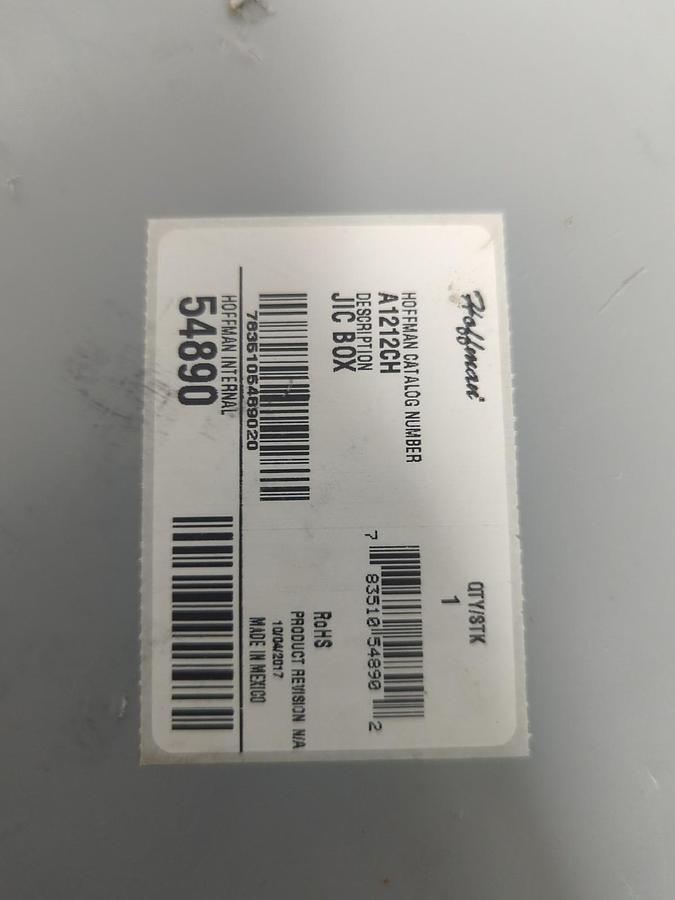 Hoffman®
QTY/STK
1
HOFFMAN CATALOG NUMBER
A1212CH
DESCRIPTION
JIC BOX
7 83510 54890 2
7835105489020
RoHS
PRODUCT REVISION N/A
10/04/2017
MADE IN MEXICO
HOFFMAN INTERNAL
54890